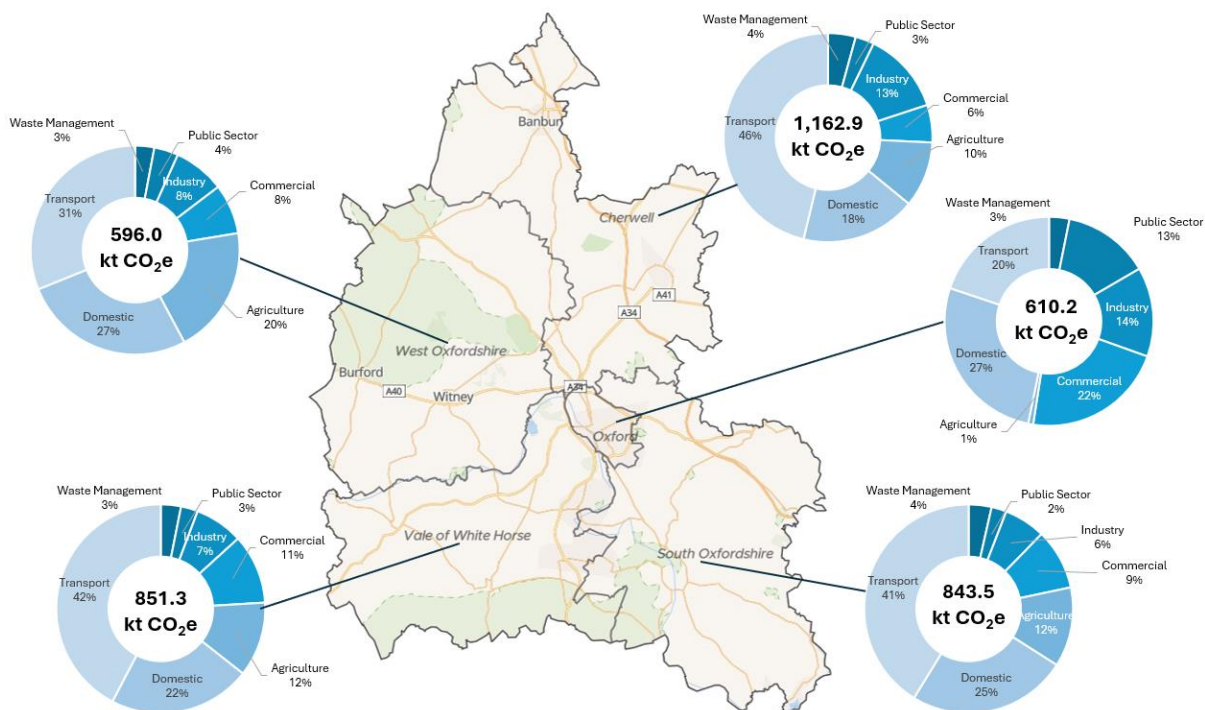 Waste Management
4%
Public Sector
3%
Industry
13%
Commercial
6%
Agriculture
10%
Domestic
18%
Transport
46%
1,162.9
kt CO₂e
Waste Management
3%
Public Sector
4%
Industry
8%
Commercial
8%
Agriculture
20%
Domestic
27%
Transport
31%
596.0
kt CO₂e
Waste Management
3%
Public Sector
13%
Industry
14%
Commercial
22%
Agriculture
1%
Domestic
27%
Transport
20%
610.2
kt CO₂e
Banbury
Cherwell
A41
A34
West Oxfordshire
Burford
A40
Witney
A34
Oxford
Vale of White Horse
South Oxfordshire
Waste Management
3%
Public Sector
3%
Industry
7%
Commercial
11%
Agriculture
12%
Domestic
22%
Transport
42%
851.3
kt CO₂e
Waste Management
4%
Public Sector
2%
Industry
6%
Commercial
9%
Agriculture
12%
Domestic
25%
Transport
41%
843.5
kt CO₂e